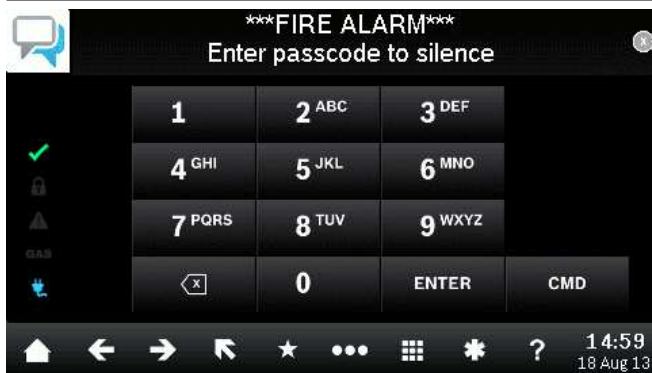 ***FIRE ALARM***
Enter passcode to silence
1 2 ABC 3 DEF
4 GHI 5 JKL 6 MNO
7 PQRS 8 TUV 9 WXYZ
GAS
0 ENTER CMD
? 14:59
18 Aug 13